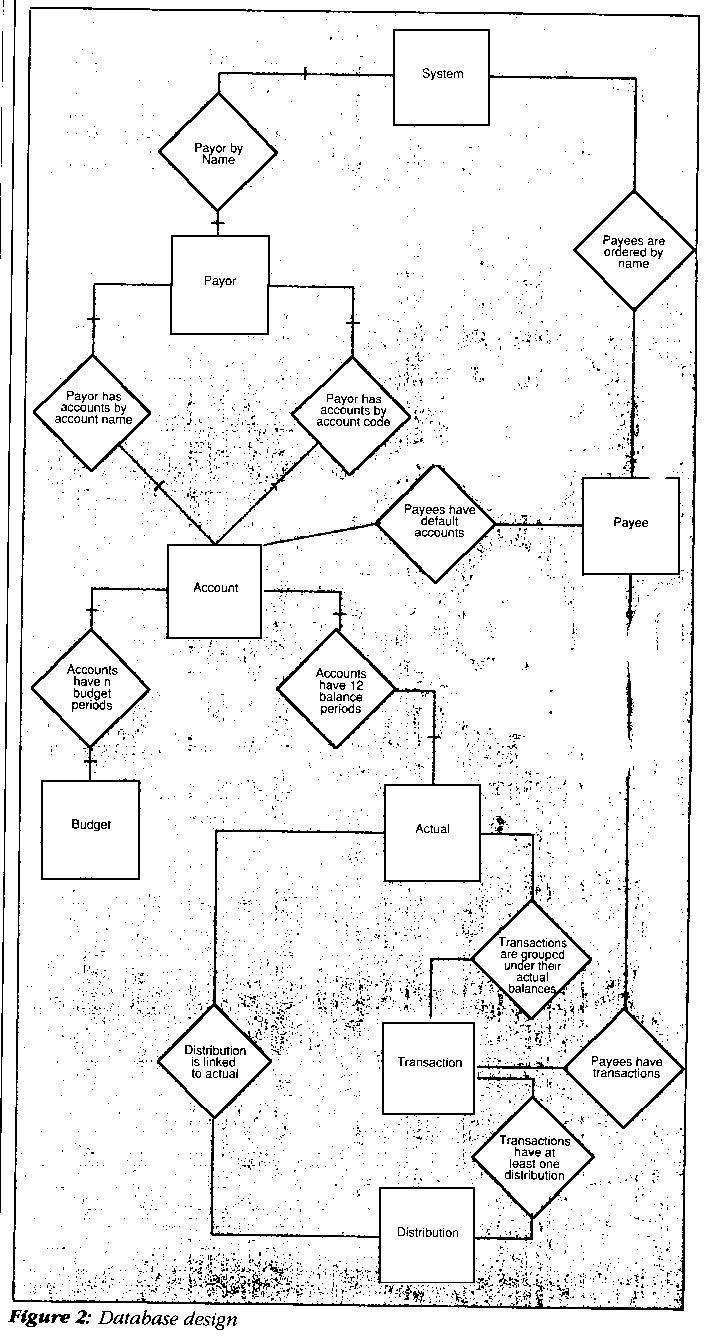 System
Payor by
Name
Payees are
ordered by
name
Payor
Payor has
accounts by
account name
Payor has
accounts by
account code
Payees have
default
accounts
Payee
Account
Accounts
have n
budget
periods
Accounts
have 12
balance
periods
Budget
Actual
Transactions
are grouped
under their
actual
balances
Distribution
is linked
to actual
Transaction
Payees have
transactions
Transactions
have at
least one
distribution
Distribution
Figure 2: Database design